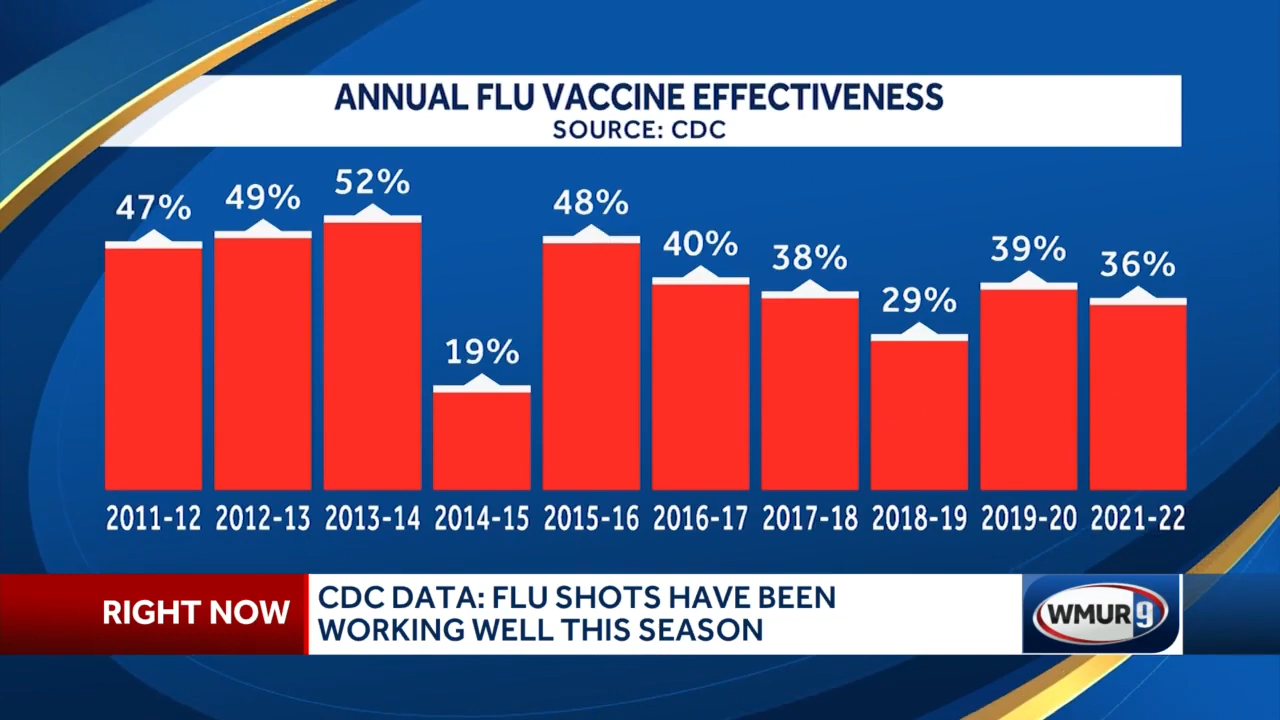 ANNUAL FLU VACCINE EFFECTIVENESS
SOURCE: CDC
47% 49% 52% 19% 48% 40% 38% 29% 39% 36%
2011-12 2012-13 2013-14 2014-15 2015-16 2016-17 2017-18 2018-19 2019-20 2021-22
RIGHT NOW
CDC DATA: FLU SHOTS HAVE BEEN
WORKING WELL THIS SEASON
WMUR 9